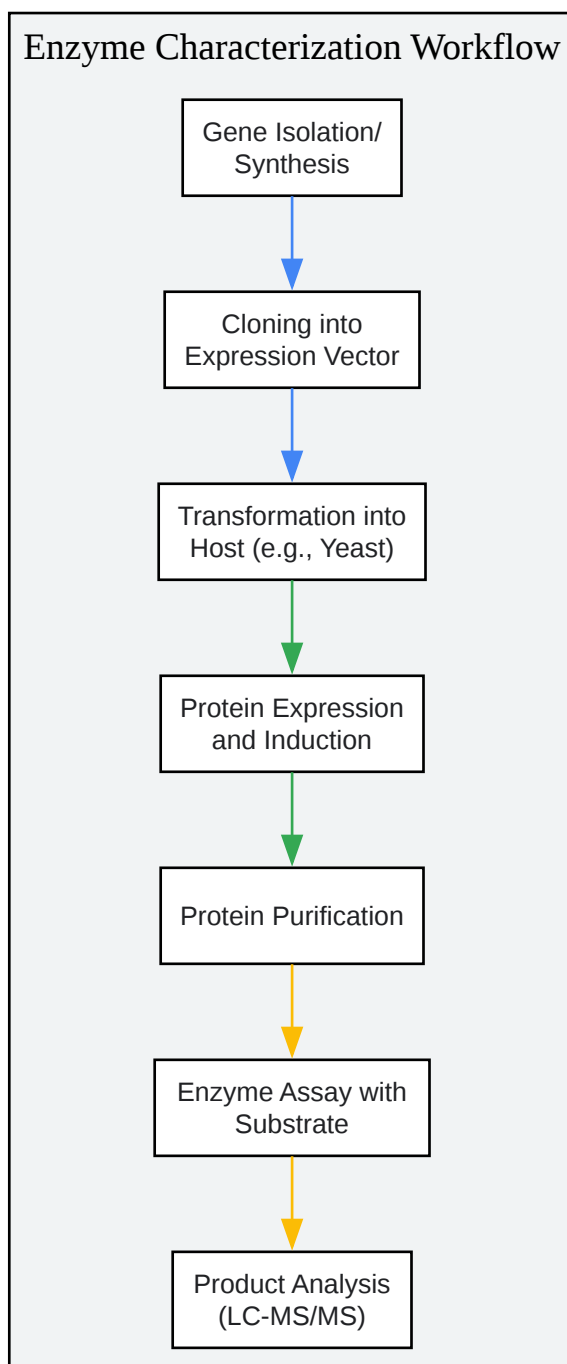 Enzyme Characterization Workflow
Gene Isolation/
Synthesis
Cloning into
Expression Vector
Transformation into
Host (e.g., Yeast)
Protein Expression
and Induction
Protein Purification
Enzyme Assay with
Substrate
Product Analysis
(LC-MS/MS)